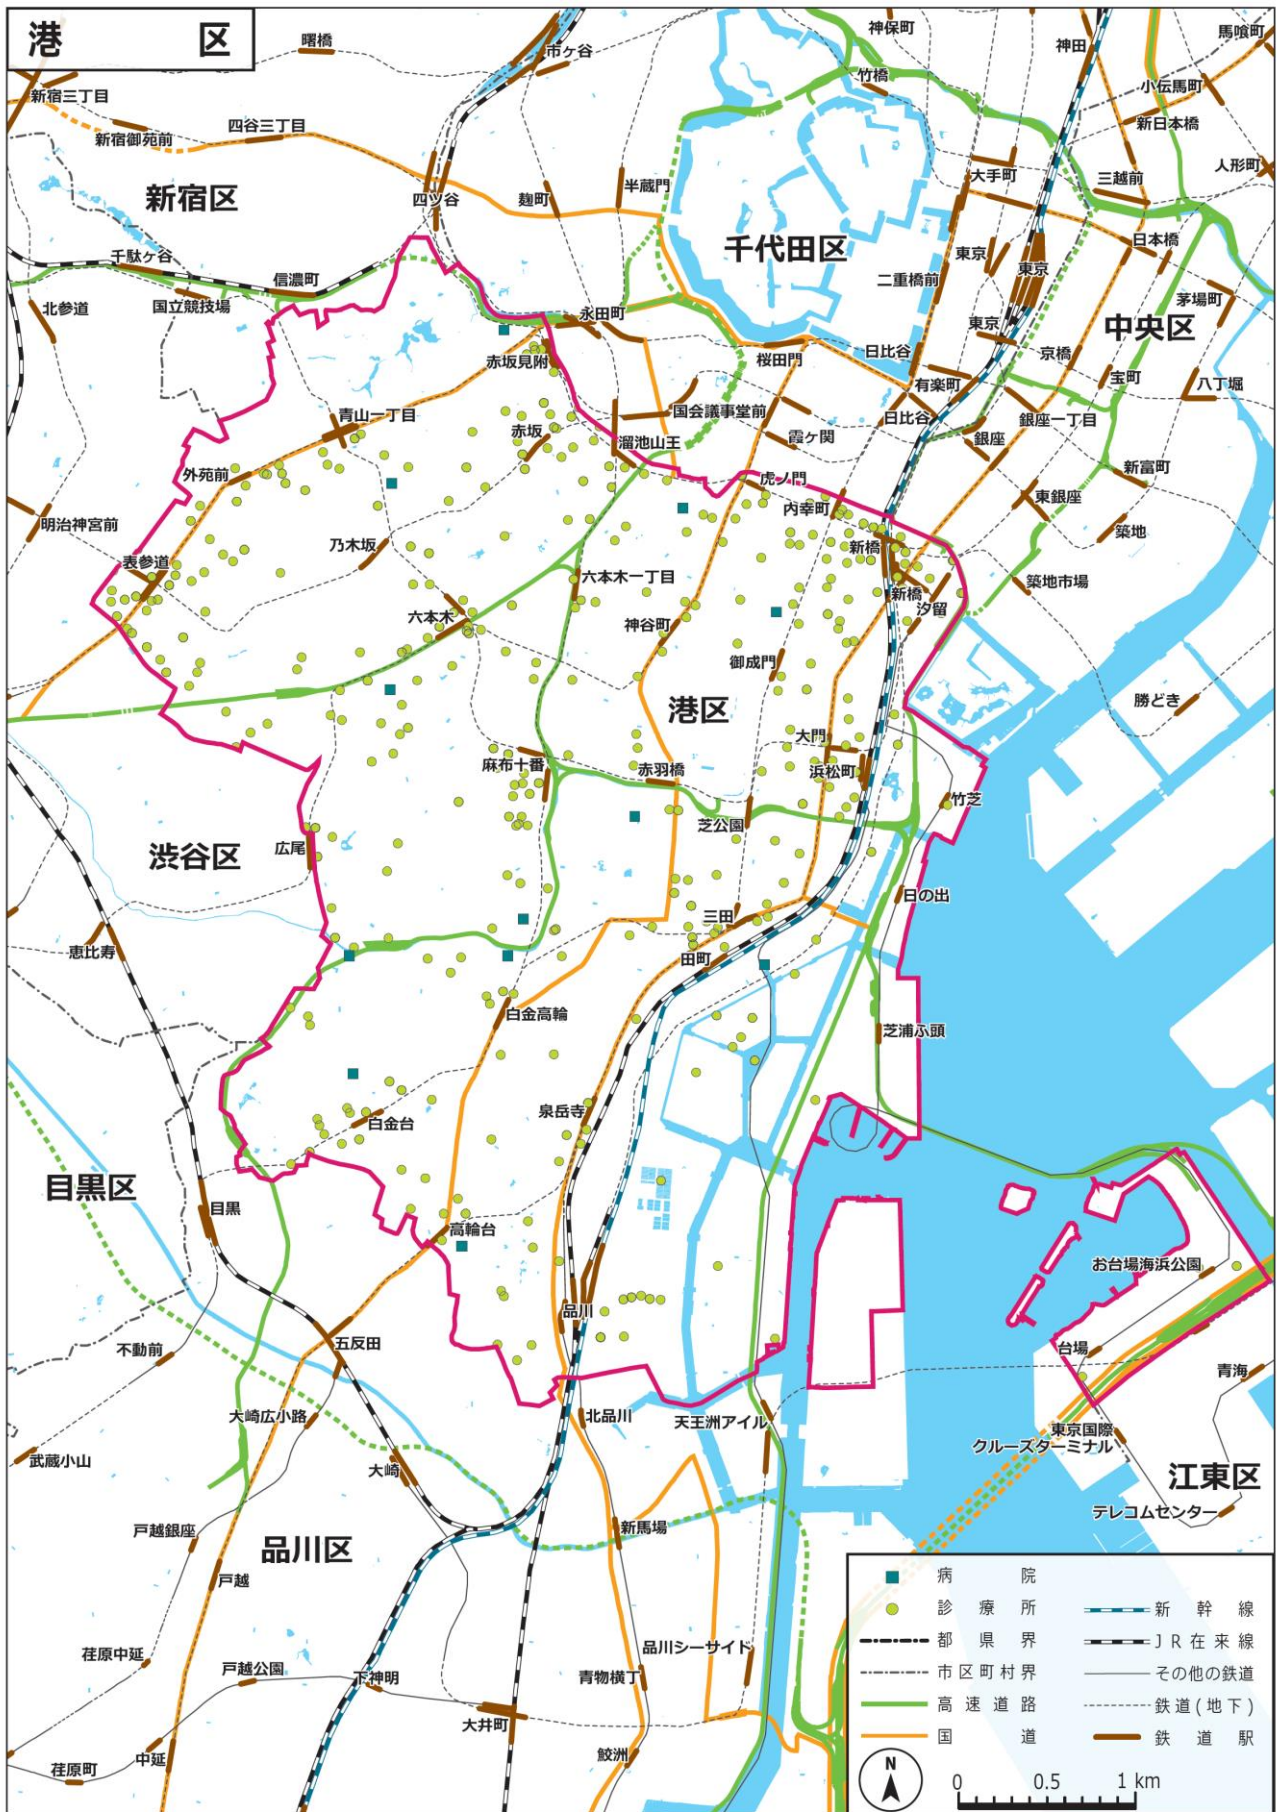 港　　区
曙橋
市ヶ谷
神保町
神田
馬喰町
竹橋
小伝馬町
新宿三丁目
新宿御苑前
四谷三丁目
新日本橋
人形町
大手町
三越前
半蔵門
麹町
四ツ谷
新宿区
千代田区
日本橋
東京
東京
二重橋前
千駄ヶ谷
信濃町
国立競技場
北参道
茅場町
永田町
東京
中央区
京橋
桜田門
日比谷
赤坂見附
宝町
八丁堀
有楽町
青山一丁目
国会議事堂前
日比谷
銀座一丁目
赤坂
溜池山王
霞ケ関
銀座
外苑前
新富町
虎ノ門
東銀座
内幸町
明治神宮前
築地
乃木坂
新橋
表参道
六本木一丁目
築地市場
新橋
汐留
六本木
神谷町
御成門
港区
勝どき
大門
麻布十番
赤羽橋
浜松町
竹芝
芝公園
渋谷区
広尾
日の出
三田
恵比寿
田町
白金高輪
芝浦ふ頭
泉岳寺
白金台
目黒区
目黒
高輪台
お台場海浜公園
品川
不動前
五反田
台場
青海
大崎広小路
北品川
天王洲アイル
東京国際
クルーズターミナル
武蔵小山
大崎
江東区
テレコムセンター
戸越銀座
新馬場
品川区
戸越
荏原中延
戸越公園
下神明
品川シーサイド
青物横丁
大井町
中延
荏原町
鮫洲
病院
診療所
都県界
市区町村界
高速道路
国道
新幹線
JR在来線
その他の鉄道
鉄道(地下)
鉄道駅
N
0 0.5 1 km